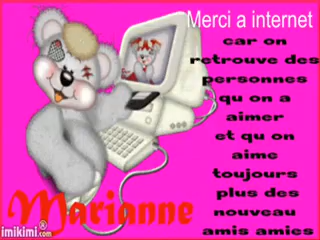 Merci a internet
car on
retrouve des
personnes
qu on a
aimer
et qu on
aime
toujours
plus des
nouveau
amis amies
Marianne
imikimi.com